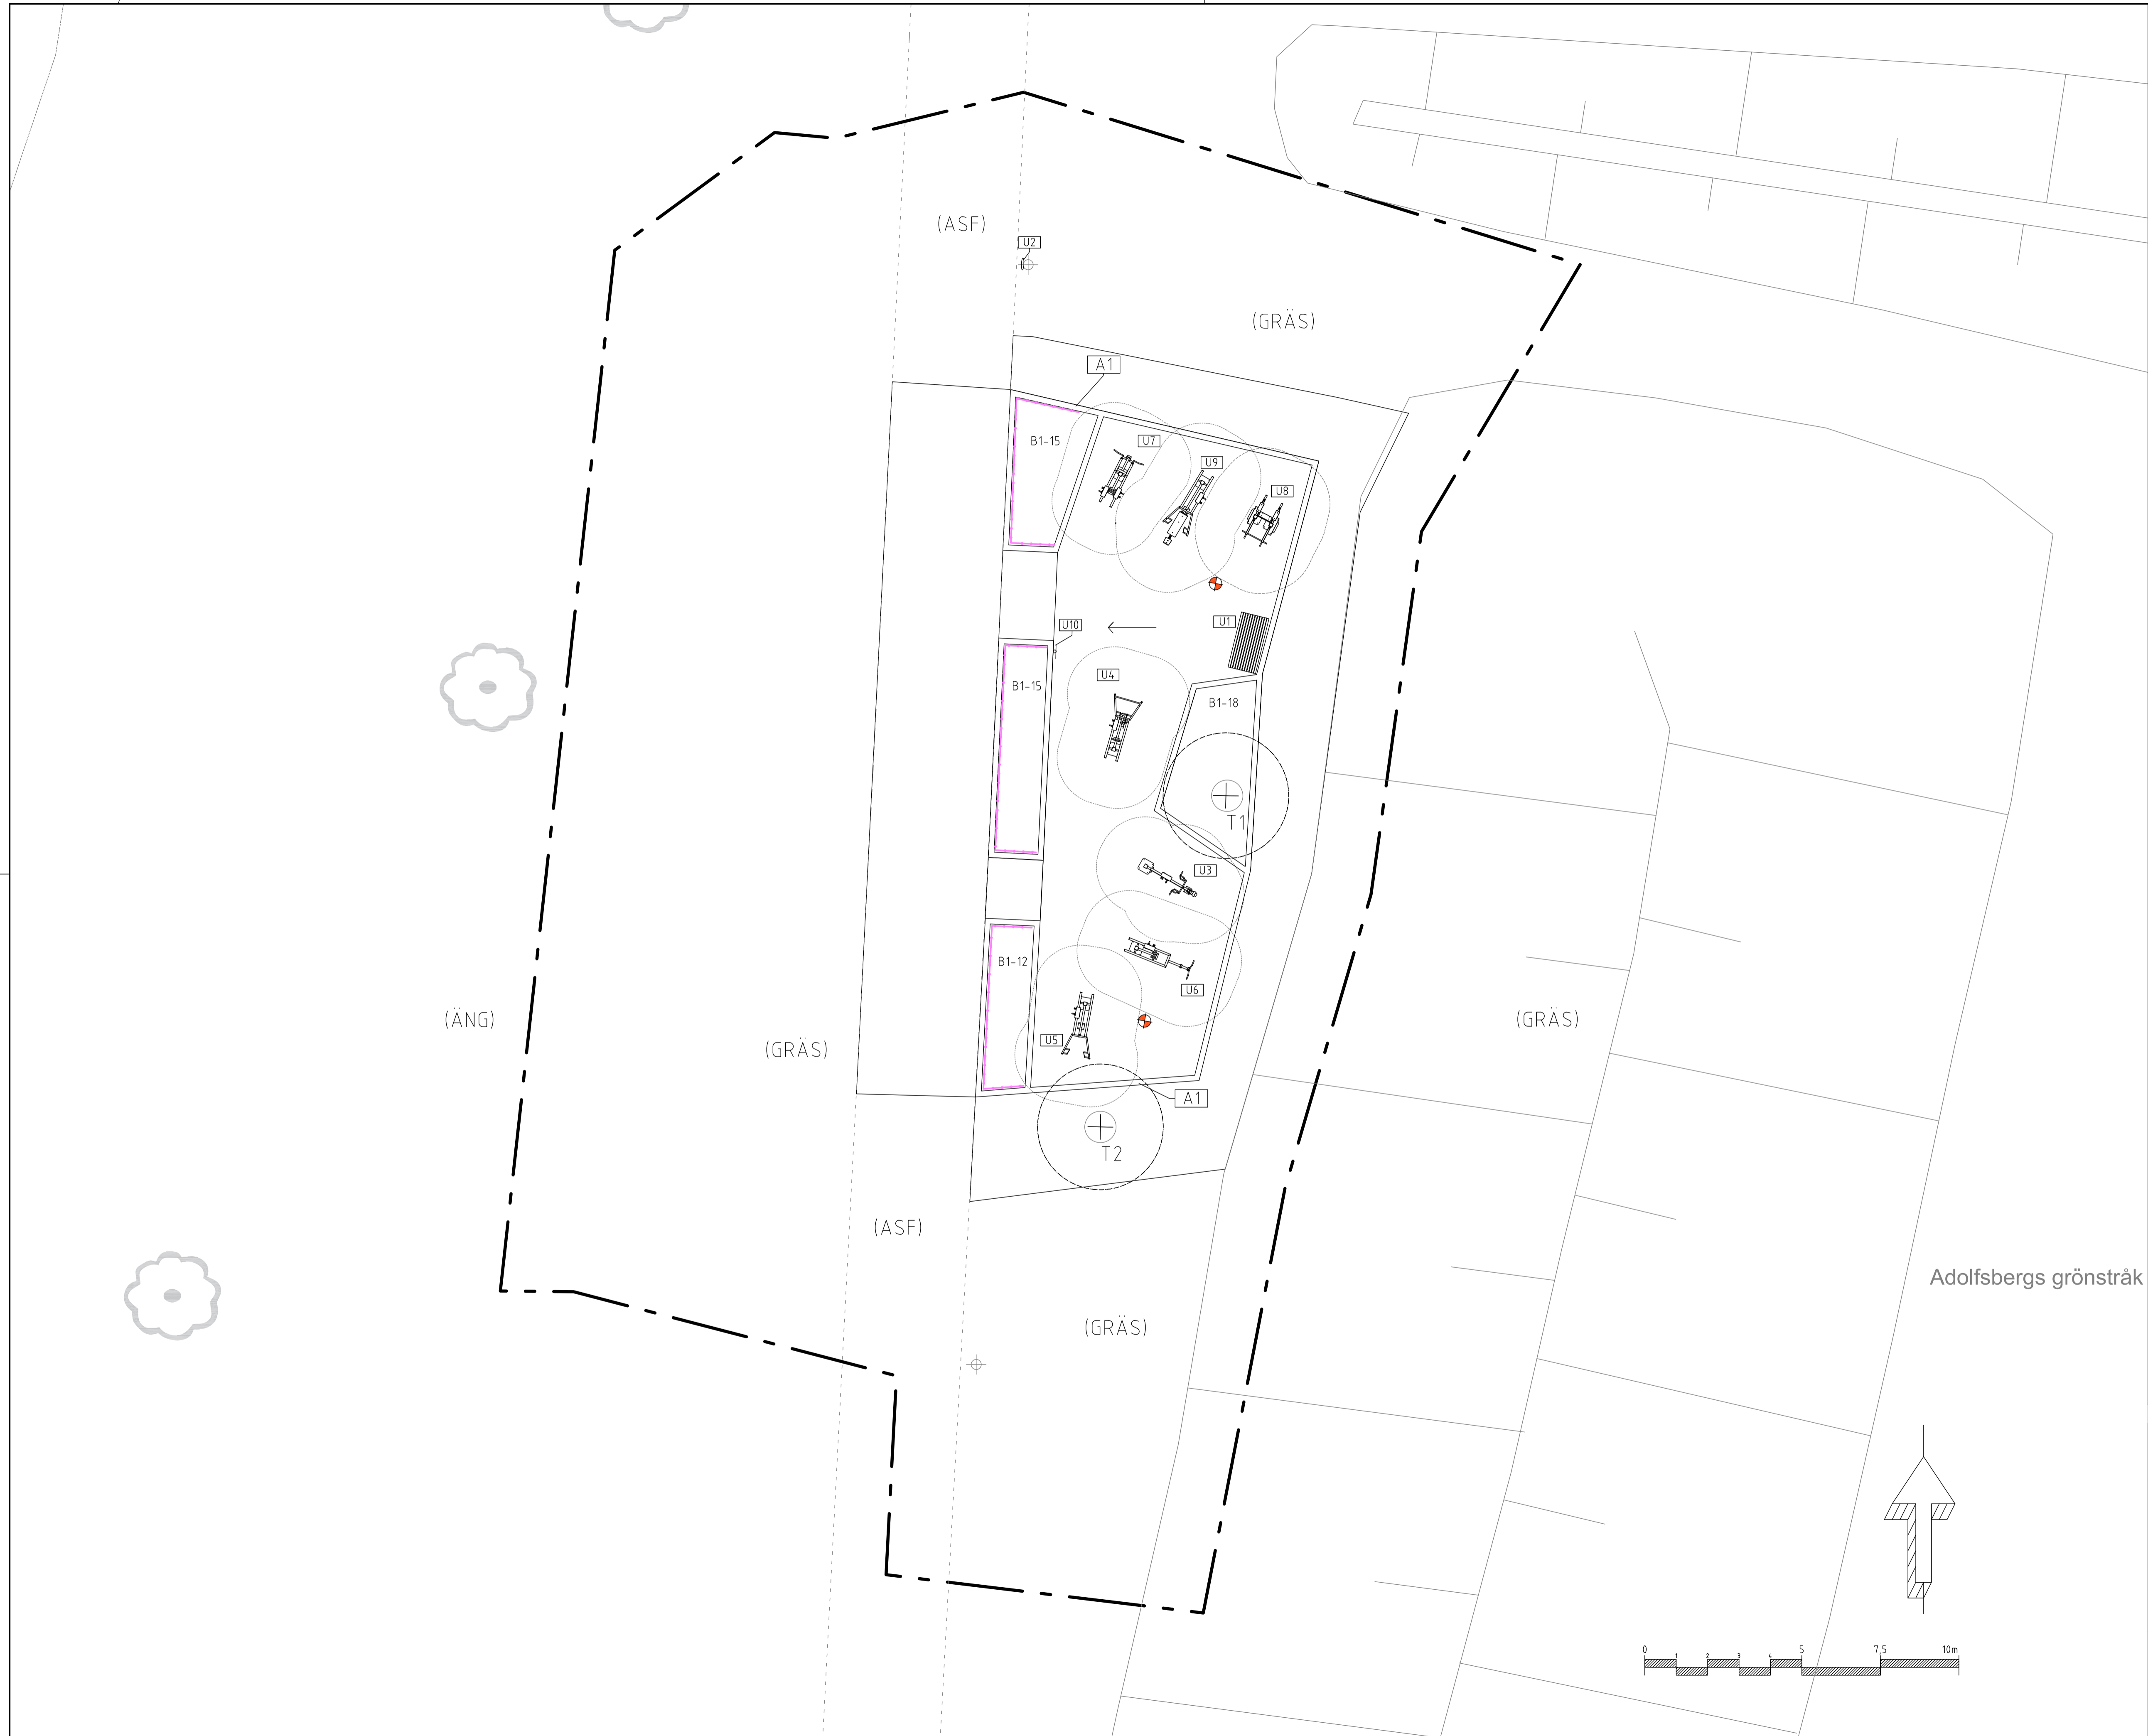 (ASF)
U2
(GRÄS)
A1
B1-15
U7
U9
U8
U10
U1
U4
B1-15
B1-18
T1
U3
B1-12
U6
(ÄNG)
(GRÄS)
(GRÄS)
U5
A1
T2
(ASF)
Adolfsbergs grönstråk
(GRÄS)
0 1 2 3 4 5 7,5 10m